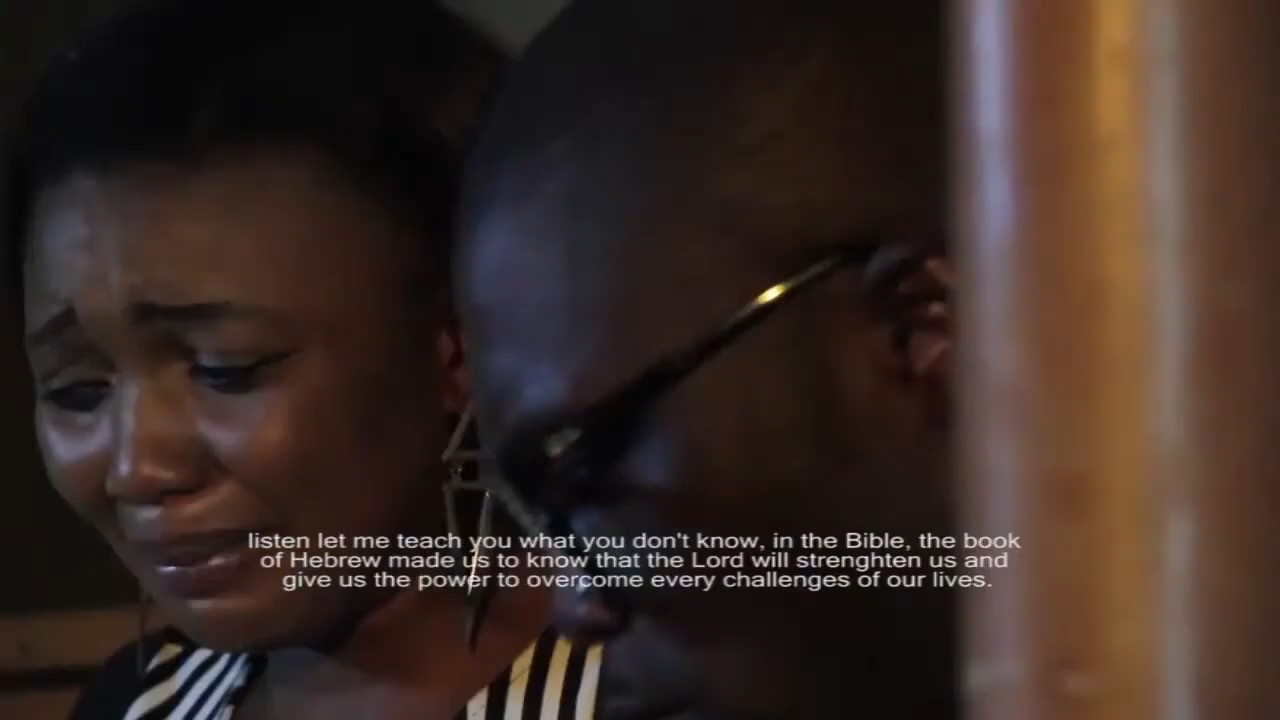 listen let me teach you what you don't know, in the Bible, the book
of Hebrew made us to know that the Lord will strenghten us and
give us the power to overcome every challenges of our lives.